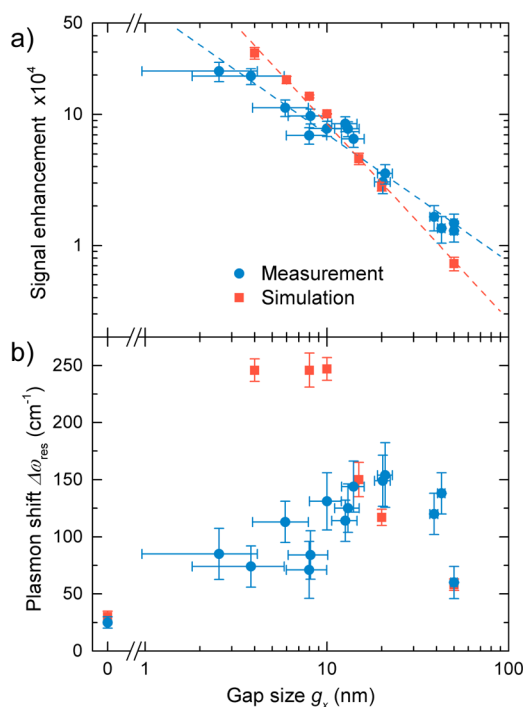 a)
Signal enhancement x10⁴
50
10
1
Measurement
Simulation
b)
Plasmon shift Δω_res (cm⁻¹)
250
200
150
100
50
0
0
1
10
100
Gap size g_x (nm)